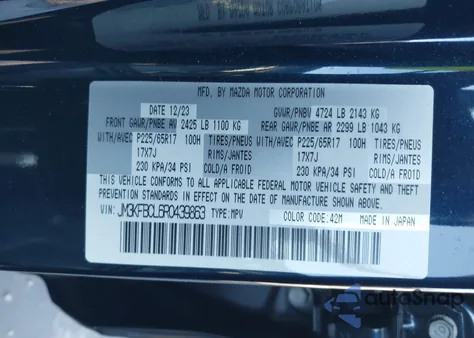 MFD. BY MAZDA MOTOR CORPORATION
DATE 12/23 GVWR/PNBV 4724 LB 2143 KG
FRONT GAWR/PNBE AV 2425 LB 1100 KG REAR GAWR/PNBE AR 2299 LB 1043 KG
WITH/AVEC P225/65R17 100H TIRES/PNEUS WITH/AVEC P225/65R17 100H TIRES/PNEUS
17X7J RIMS/JANTES 17X7J RIMS/JANTES
230 KPA/34 PSI COLD/A FROID 230 KPA/34 PSI COLD/A FROID
THIS VEHICLE CONFORMS TO ALL APPLICABLE FEDERAL MOTOR VEHICLE SAFETY, BUMPER, AND THEFT
PREVENTION STANDARDS IN EFFECT ON THE DATE OF MANUFACTURE SHOWN ABOVE.
VIN: JM3KFBCL6R0439863 TYPE:MPV COLOR CODE:42M MADE IN JAPAN
autoSnap